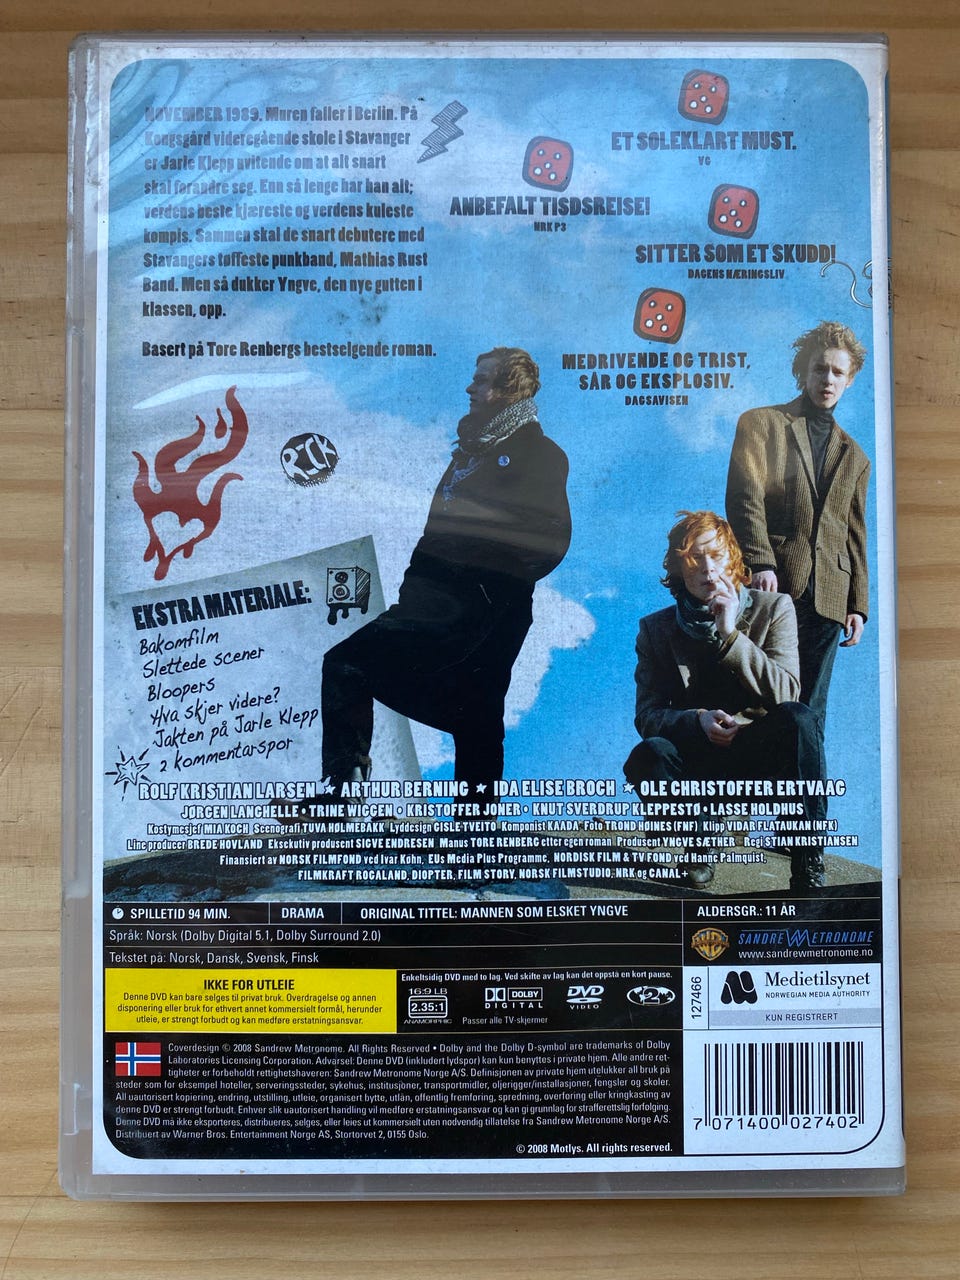 NOVEMBER 1989. Muren faller i Berlin. På
Kongsgård videregående skole i Stavanger
er Jarle Klepp uvitende om at alt snart
skal forandre seg. Enn så lenge har han alt;
verdens beste kjæreste og verdens kuleste
kompis. Sammen skal de snart debutere med
Stavangers tøffeste punkband, Mathias Rust
Band. Men så dukker Yngve, den nye gutten i
klassen, opp.
Basert på Tore Renbergs bestselgende roman.
ET SOLEKLART MUST.
VG
ANBEFALT TISDSREISE!
NRK P3
SITTER SOM ET SKUDD!
DAGENS NÆRINGSLIV
MEDRIVENDE OG TRIST,
SÅR OG EKSPLOSIV.
DAGSAVISEN
EKSTRA MATERIALE:
Bakomfilm
Slettede scener
Bloopers
Hva skjer videre?
Jakten på Jarle Klepp
2 kommentarspor
ROLF KRISTIAN LARSEN ★ ARTHUR BERNING ★ IDA ELISE BROCH ★ OLE CHRISTOFFER ERTVAAG
JØRGEN LANGHELLE • TRINE WIGGEN • KRISTOFFER JONER • KNUT SVERDRUP KLEPPESTØ • LASSE HOLDHUS
Kostymesjef MIA KOCH Scenografi TUVA HØLMEBAKK Lyddesign GISLE TVEITO Komponist KAADA Foto TROND HØINES (FNF) Klipp VIDAR FLATAUKAN (NFK)
Line producer BREDE HOVLAND Eksekutiv produsent SIGVE ENDRESEN Manus TORE RENBERG etter egen roman Produsent YNGVE SÆTHER Regi STIAN KRISTIANSEN
Finansiert av NORSK FILMFOND ved Ivar Køhn, EUs Media Plus Programme, NORDISK FILM & TV FOND ved Hanne Palmquist,
FILMKRAFT ROGALAND, DIOPTER, FILM STORY, NORSK FILMSTUDIO, NRK og CANAL+
SPILLETID 94 MIN. DRAMA ORIGINAL TITTEL: MANNEN SOM ELSKET YNGVE ALDERSGR.: 11 ÅR
Språk: Norsk (Dolby Digital 5.1, Dolby Surround 2.0)
Tekstet på: Norsk, Dansk, Svensk, Finsk
WB SANDREW METRONOME
www.sandrewmetronome.no
IKKE FOR UTLEIE
Denne DVD kan bare selges til privat bruk. Overdragelse og annen
disponering eller bruk for ethvert annet kommersielt formål, herunder
utleie, er strengt forbudt og kan medføre erstatningsansvar.
Enkeltsidig DVD med to lag. Ved skifte av lag kan det oppstå en kort pause.
16:9 LB
2.35:1
ANAMORPHIC
DOLBY
DIGITAL
DVD
VIDEO
2
Passer alle TV-skjermer
127466
Medietilsynet
NORWEGIAN MEDIA AUTHORITY
KUN REGISTRERT
Coverdesign © 2008 Sandrew Metronome. All Rights Reserved • Dolby and the Dolby D-symbol are trademarks of Dolby
Laboratories Licensing Corporation. Advarsel: Denne DVD (inkludert lydspor) kan kun benyttes i private hjem. Alle andre ret-
tigheter er forbeholdt rettighetshaveren: Sandrew Metronome Norge A/S. Definisjonen av private hjem utelukker all bruk på
steder som for eksempel hoteller, serveringssteder, sykehus, institusjoner, transportmidler, oljerigger/installasjoner, fengsler og skoler.
All uautorisert kopiering, endring, utstilling, utleie, organisert bytte, utlån, offentlig fremføring, spredning, overføring eller kringkasting av
denne DVD er strengt forbudt. Enhver slik uautorisert handling vil medføre erstatningsansvar og kan gi grunnlag for strafferettslig forfølging.
Denne DVD må ikke eksporteres, distribueres, selges, eller leies ut kommersielt uten nødvendig tillatelse fra Sandrew Metronome Norge A/S.
Distribuert av Warner Bros. Entertainment Norge AS, Stortorvet 2, 0155 Oslo.
© 2008 Motlys. All rights reserved.
7 071400 027402